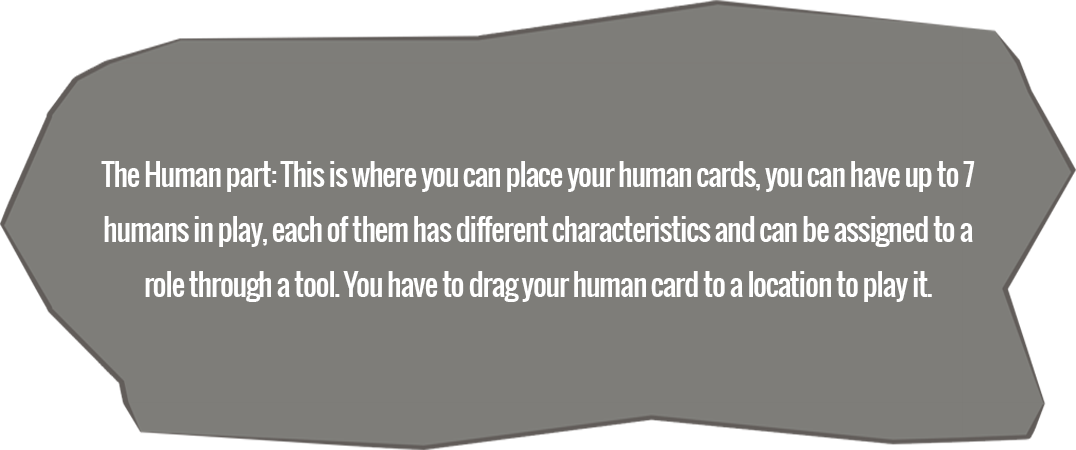 The Human part: This is where you can place your human cards, you can have up to 7
humans in play, each of them has different characteristics and can be assigned to a
role through a tool. You have to drag your human card to a location to play it.